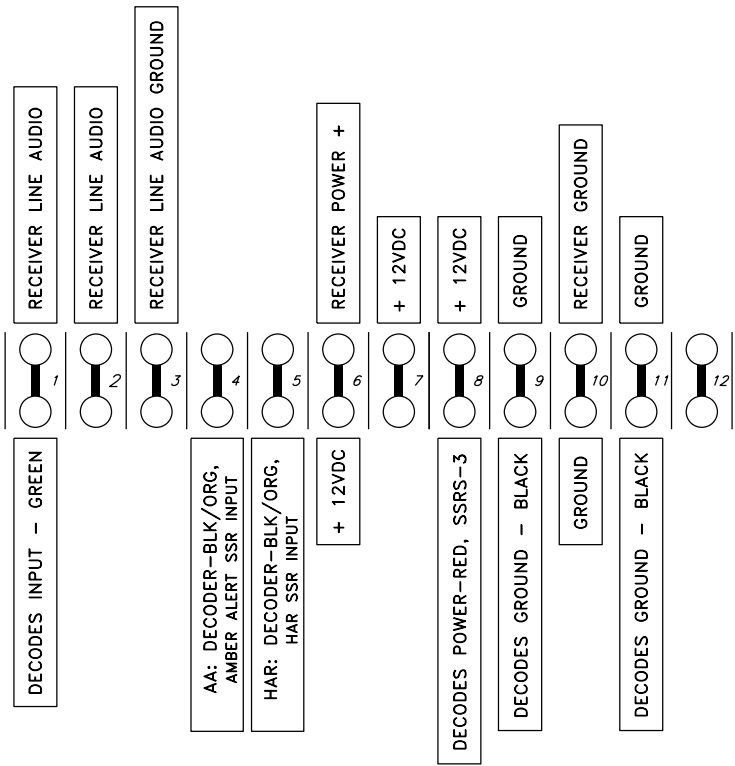 RECEIVER LINE AUDIO
RECEIVER LINE AUDIO
RECEIVER LINE AUDIO GROUND
RECEIVER POWER +
+ 12VDC
+ 12VDC
GROUND
RECEIVER GROUND
GROUND
1
2
3
4
5
6
7
8
9
10
11
12
DECODES INPUT - GREEN
AA: DECODER-BLK/ORG,
AMBER ALERT SSR INPUT
HAR: DECODER-BLK/ORG,
HAR SSR INPUT
+ 12VDC
DECODES POWER-RED, SSRS-3
DECODES GROUND - BLACK
GROUND
DECODES GROUND - BLACK